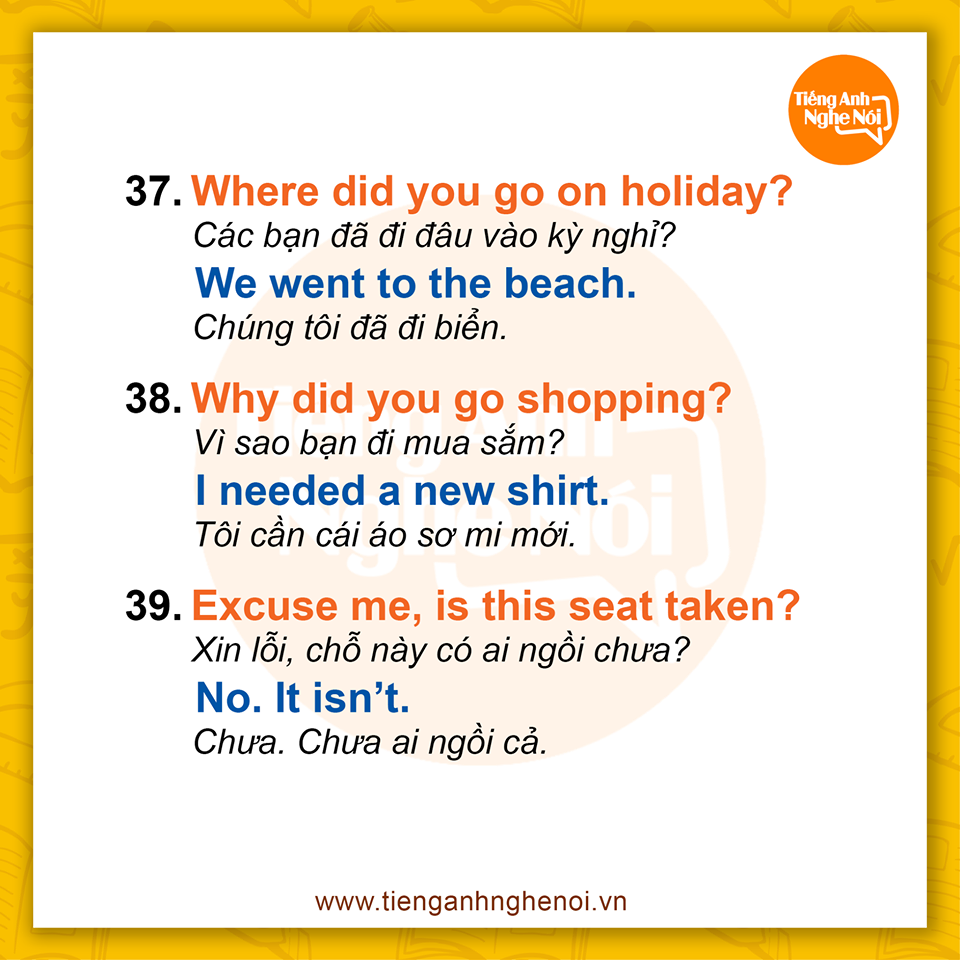 Tiếng Anh
Nghe Nói
37. Where did you go on holiday?
Các bạn đã đi đâu vào kỳ nghỉ?
We went to the beach.
Chúng tôi đã đi biển.
38. Why did you go shopping?
Vì sao bạn đi mua sắm?
I needed a new shirt.
Tôi cần cái áo sơ mi mới.
39. Excuse me, is this seat taken?
Xin lỗi, chỗ này có ai ngồi chưa?
No. It isn’t.
Chưa. Chưa ai ngồi cả.
Tiếng Anh
Nghe Nói
www.tienganhnghenoi.vn